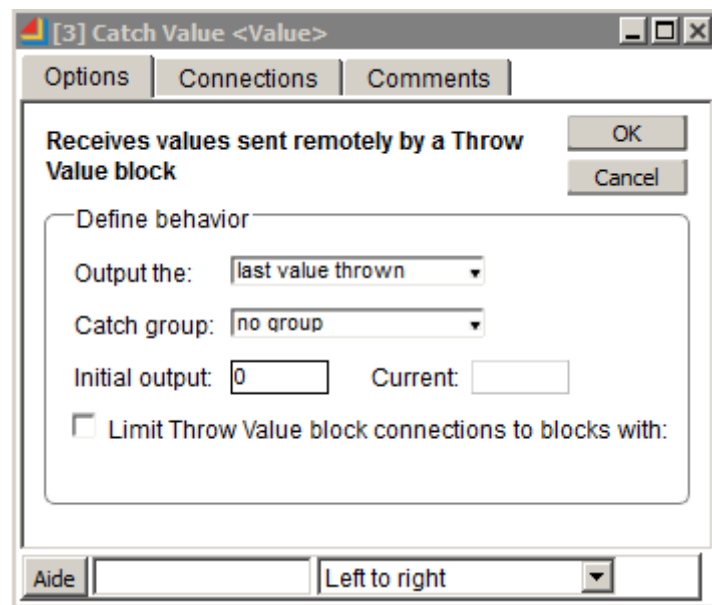 [3] Catch Value <Value>
Options Connections Comments
Receives values sent remotely by a Throw
Value block
OK
Cancel
Define behavior
Output the: last value thrown
Catch group: no group
Initial output: 0 Current:
Limit Throw Value block connections to blocks with:
Aide Left to right